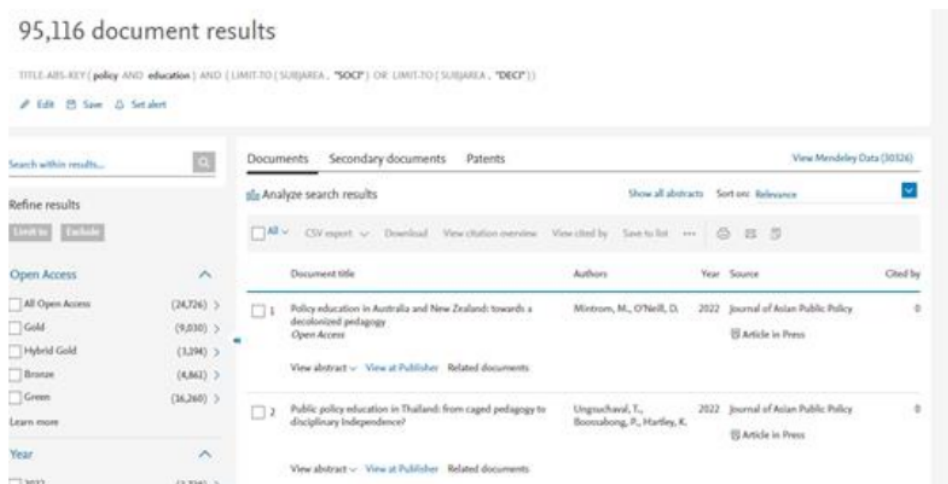 95,116 document results
TITLE-ABS-KEY ( policy AND education ) AND ( LIMIT-TO ( SUBJAREA , "SOCI" ) OR LIMIT-TO ( SUBJAREA , "DECI" ) )
Edit Save Set alert
Search within results...
Refine results
Limit to Exclude
Open Access
All Open Access (24,726)
Gold (9,030)
Hybrid Gold (3,294)
Bronze (4,862)
Green (16,260)
Learn more
Year
2022
Documents Secondary documents Patents View Mendeley Data (30326)
Analyze search results Show all abstracts Sort on: Relevance
All CSV export Download View citation overview View cited by Save to list ...
Document title Authors Year Source Cited by
1 Policy education in Australia and New Zealand: towards a Mintrom, M., O'Neill, D. 2022 Journal of Asian Public Policy 0
decolonized pedagogy
Open Access Article in Press
View abstract View at Publisher Related documents
2 Public policy education in Thailand: from caged pedagogy to Ungsuchaval, T., 2022 Journal of Asian Public Policy 0
disciplinary Independence? Boossabong, P., Hartley, K.
Article in Press
View abstract View at Publisher Related documents